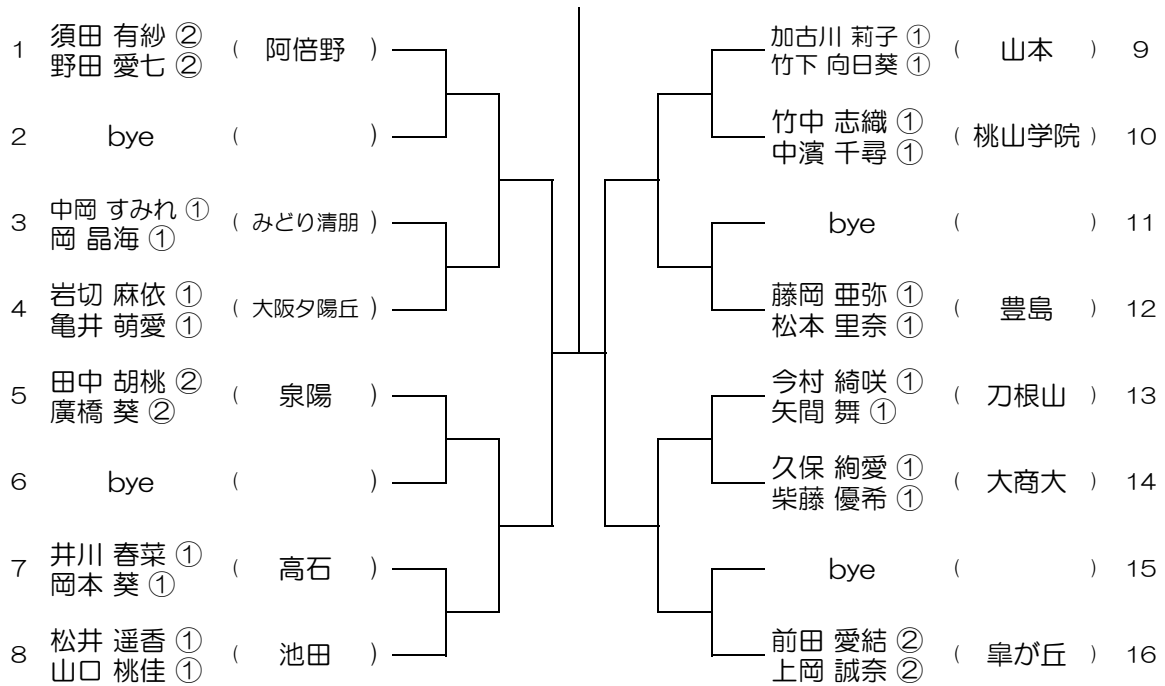 1 須田 有紗 ② ( 阿倍野 )
野田 愛七 ②
2 bye ( )
3 中岡 すみれ ① ( みどり清朋 )
岡 晶海 ①
4 岩切 麻依 ① ( 大阪夕陽丘 )
亀井 萌愛 ①
5 田中 胡桃 ② ( 泉陽 )
廣橋 葵 ②
6 bye ( )
7 井川 春菜 ① ( 高石 )
岡本 葵 ①
8 松井 遥香 ① ( 池田 )
山口 桃佳 ①
加古川 莉子 ① ( 山本 ) 9
竹下 向日葵 ①
竹中 志織 ① ( 桃山学院 ) 10
中濱 千尋 ①
bye ( ) 11
藤岡 亜弥 ① ( 豊島 ) 12
松本 里奈 ①
今村 綺咲 ① ( 刀根山 ) 13
矢間 舞 ①
久保 絢愛 ① ( 大商大 ) 14
柴藤 優希 ①
bye ( ) 15
前田 愛結 ② ( 皐が丘 ) 16
上岡 誠奈 ②